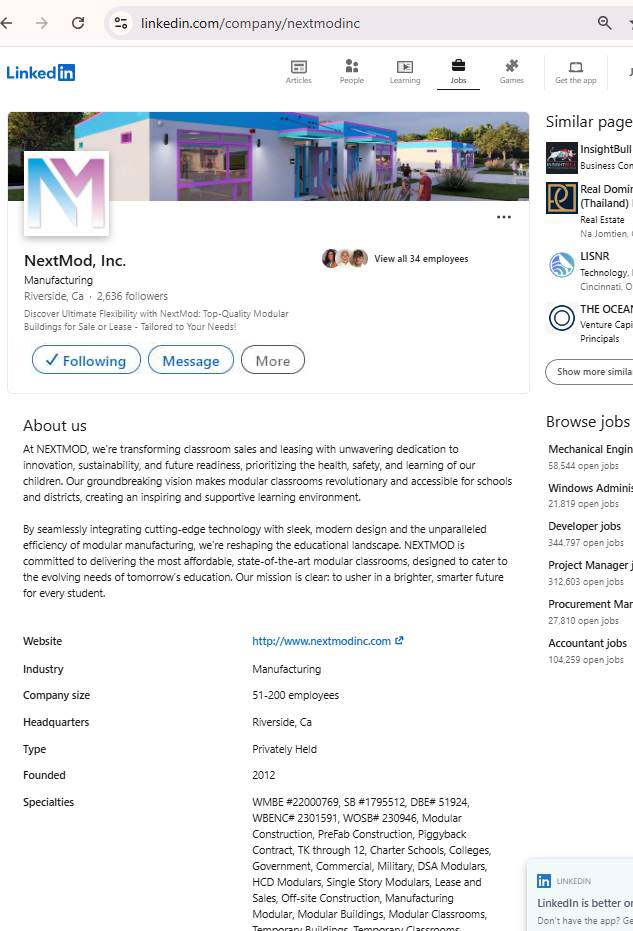 linkedin.com/company/nextmodinc
Linked in
Articles
People
Learning
Jobs
Games
Get the app
NextMod, Inc.
View all 34 employees
Manufacturing
Riverside, Ca · 2,636 followers
Discover Ultimate Flexibility with NextMod: Top-Quality Modular
Buildings for Sale or Lease - Tailored to Your Needs!
Following
Message
More
About us
At NEXTMOD, we're transforming classroom sales and leasing with unwavering dedication to
innovation, sustainability, and future readiness, prioritizing the health, safety, and learning of our
children. Our groundbreaking vision makes modular classrooms revolutionary and accessible for schools
and districts, creating an inspiring and supportive learning environment.
By seamlessly integrating cutting-edge technology with sleek, modern design and the unparalleled
efficiency of modular manufacturing, we're reshaping the educational landscape. NEXTMOD is
committed to delivering the most affordable, state-of-the-art modular classrooms, designed to cater to
the evolving needs of tomorrow's education. Our mission is clear: to usher in a brighter, smarter future
for every student.
Website
http://www.nextmodinc.com
Industry
Manufacturing
Company size
51-200 employees
Headquarters
Riverside, Ca
Type
Privately Held
Founded
2012
Specialties
WMBE #22000769, SB #1795512, DBE# 51924,
WBENC# 2301591, WOSB# 230946, Modular
Construction, PreFab Construction, Piggyback
Contract, TK through 12, Charter Schools, Colleges,
Government, Commercial, Military, DSA Modulars,
HCD Modulars, Single Story Modulars, Lease and
Sales, Off-site Construction, Manufacturing
Modular, Modular Buildings, Modular Classrooms,
Temporary Buildings, Temporary Classrooms
Similar page
InsightBull
Business Con
Real Domin
(Thailand)
Real Estate
Na Jomtien,
LISNR
Technology,
Cincinnati, O
THE OCEAN
Venture Capi
Principals
Show more simila
Browse jobs
Mechanical Engin
58,544 open jobs
Windows Adminis
21,819 open jobs
Developer jobs
344,797 open jobs
Project Manager j
312,603 open jobs
Procurement Mar
27,810 open jobs
Accountant jobs
104,259 open jobs
in LINKEDIN
LinkedIn is better or
Don't have the app? Ge